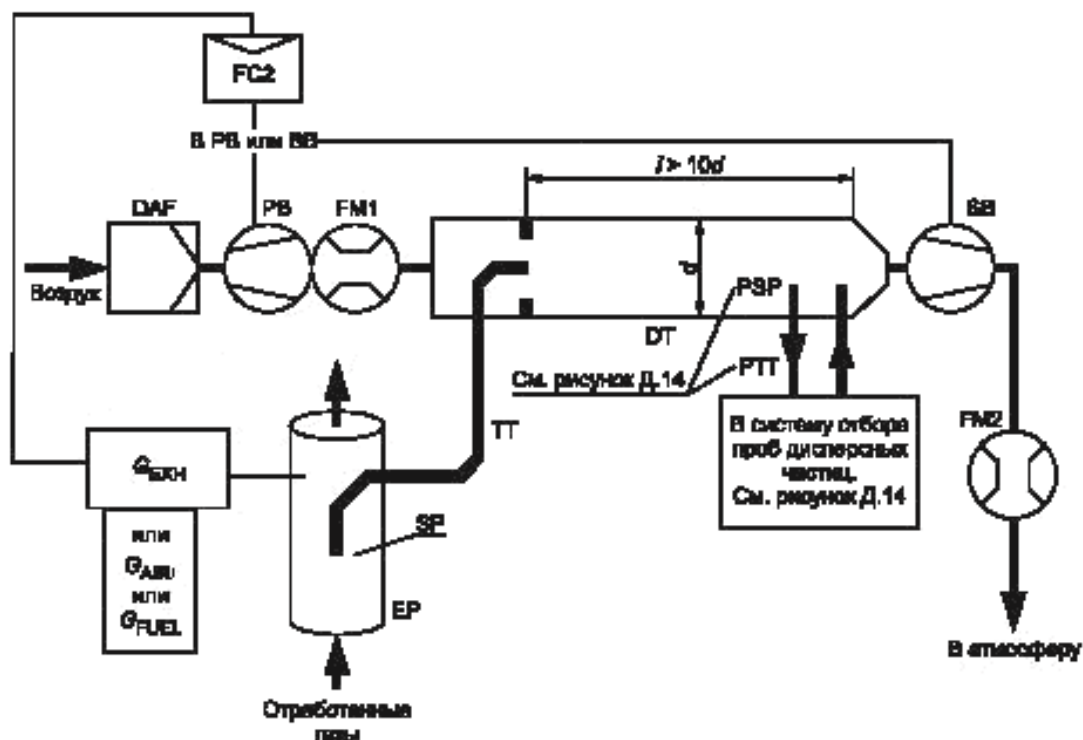 FC2
В РВ или SB
l > 10d
DAF
PB
FM1
SB
Воздух
d
PSP
DT
См. рисунок Д.14
PTT
TT
В систему отбора
проб дисперсных
частиц.
См. рисунок Д.14
FM2
GEXH
или
GAIR
или
GFUEL
SP
EP
В атмосферу
Отработанные
газы